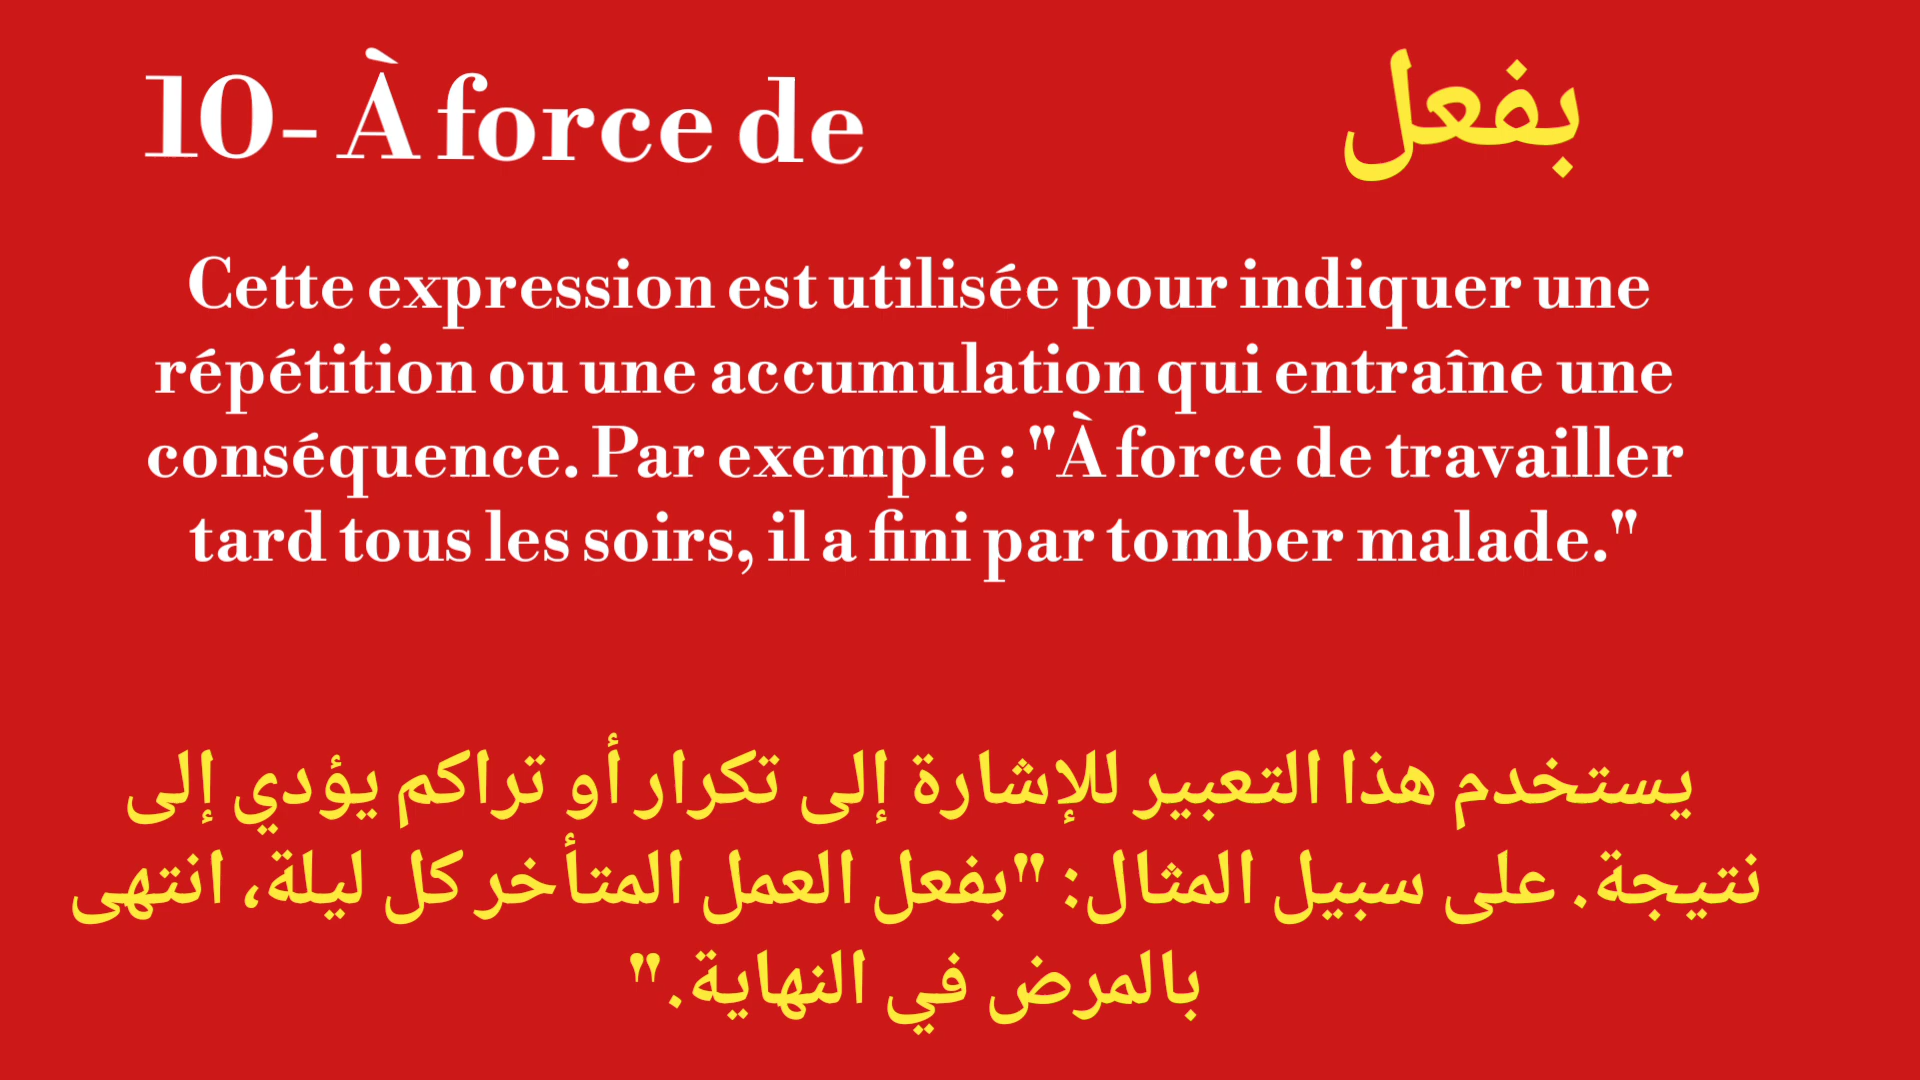 10- À force de
بفعل
Cette expression est utilisée pour indiquer une
répétition ou une accumulation qui entraîne une
conséquence. Par exemple : "À force de travailler
tard tous les soirs, il a fini par tomber malade."
يستخدم هذا التعبير للإشارة إلى تكرار أو تراكم يؤدي إلى
نتيجة. على سبيل المثال: "بفعل العمل المتأخر كل ليلة، انتهى
بالمرض في النهاية."